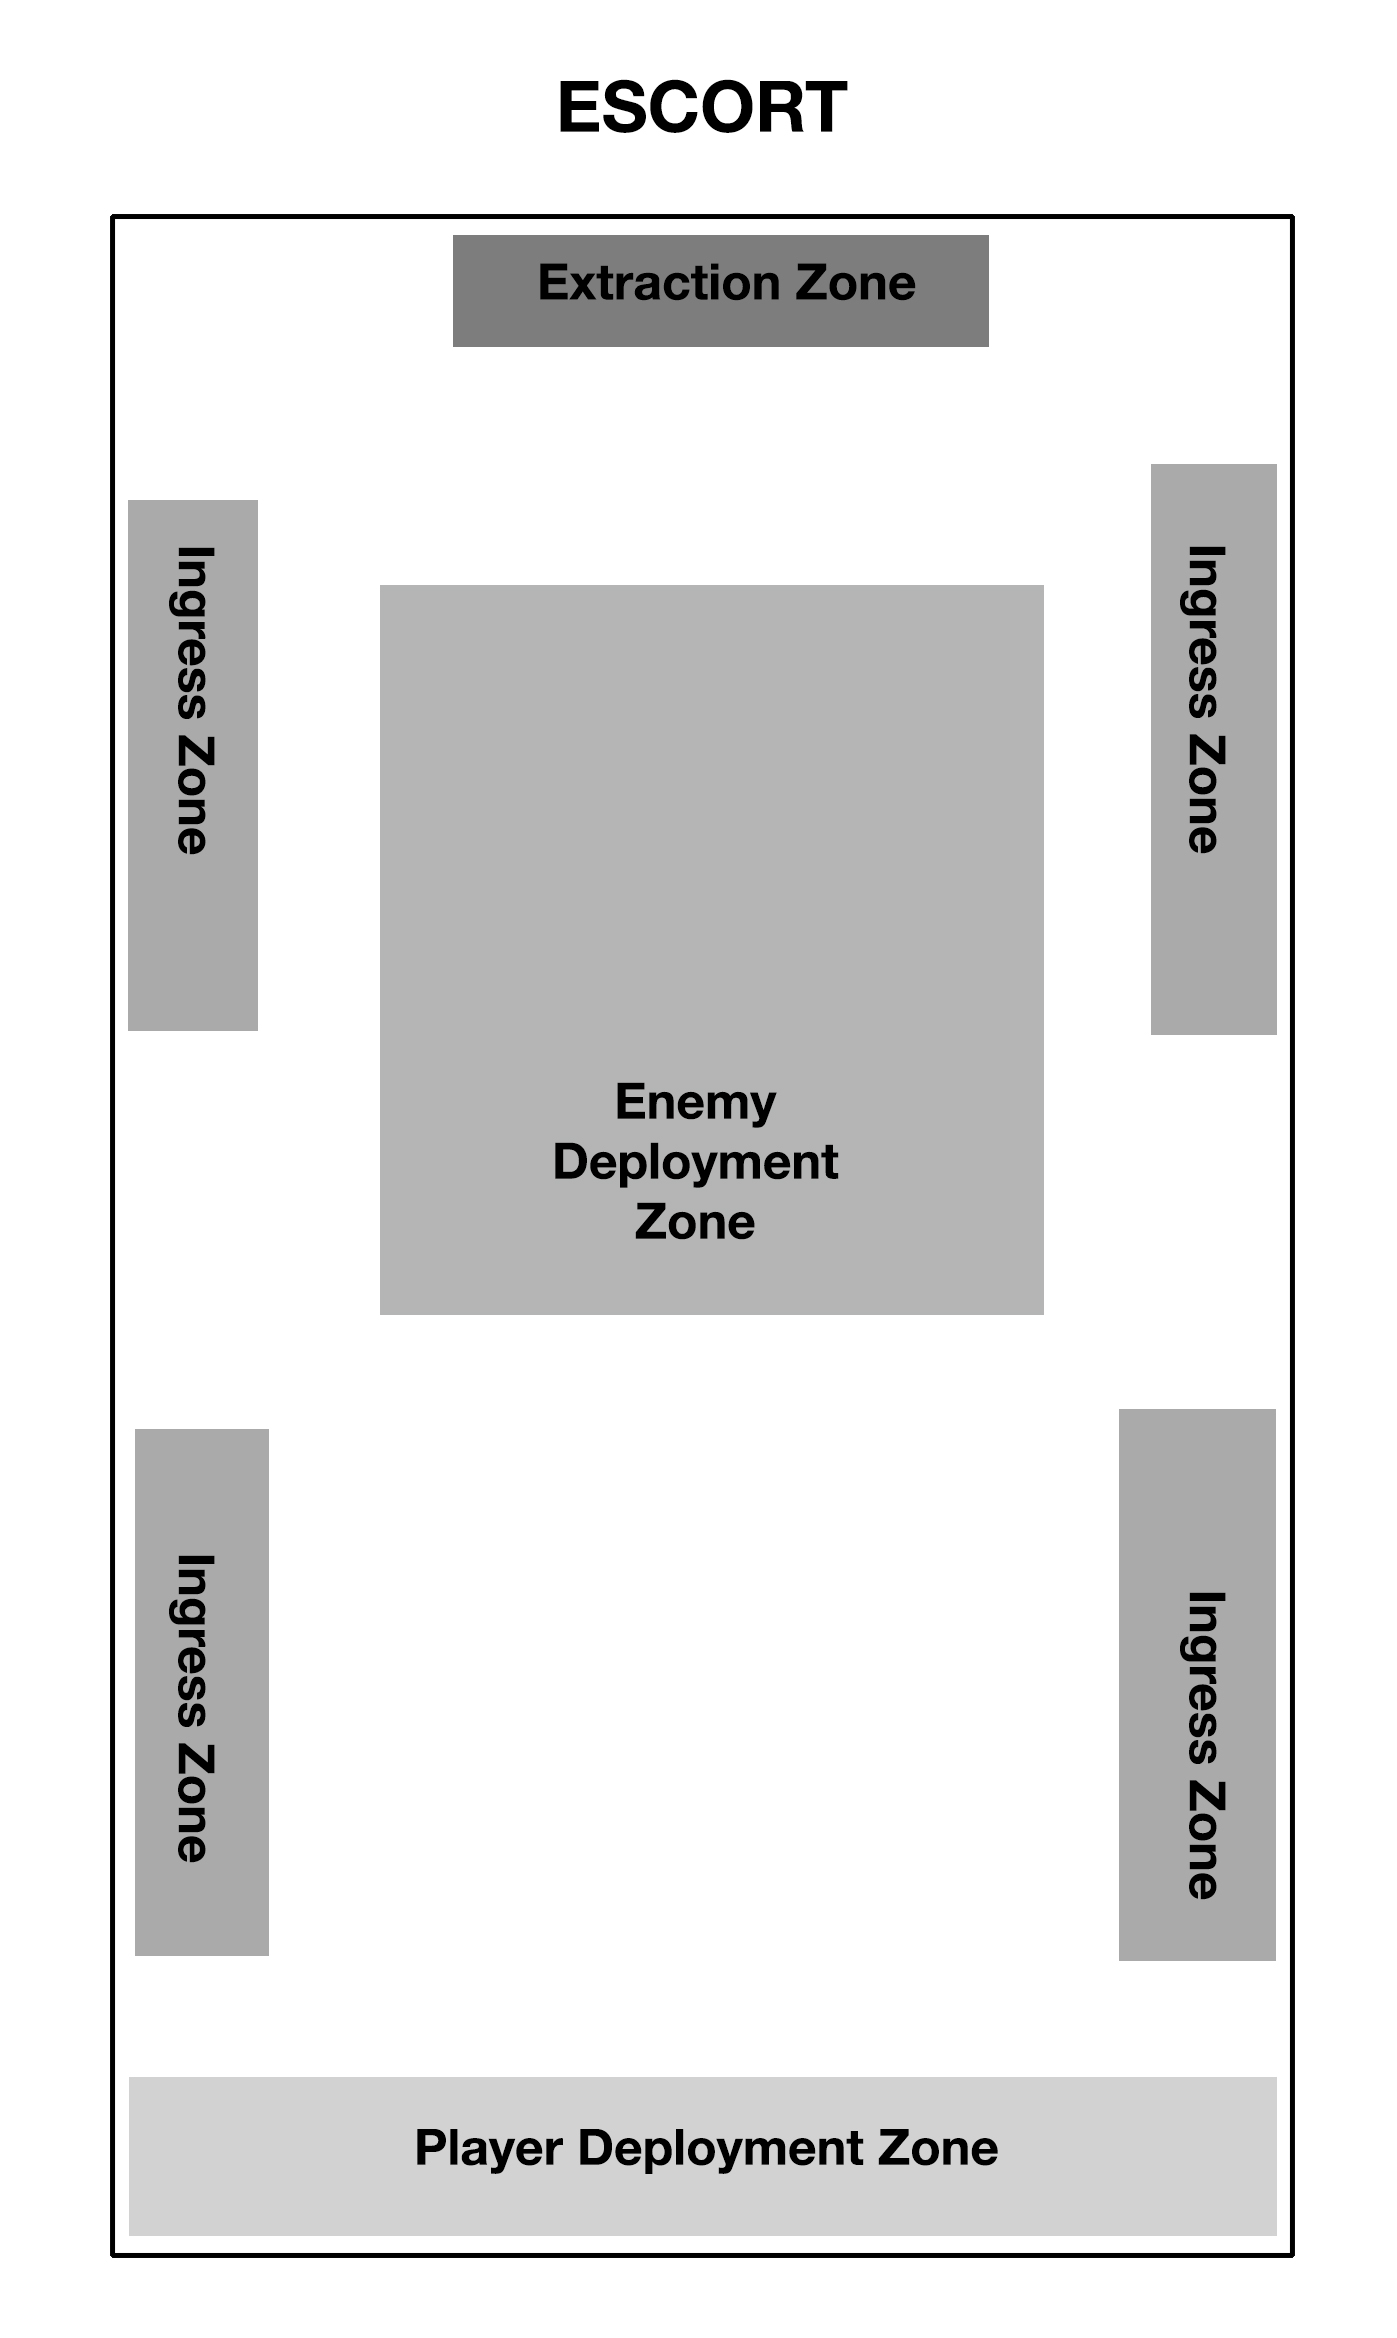 ESCORT
Extraction Zone
Ingress Zone
Ingress Zone
Enemy
Deployment
Zone
Ingress Zone
Ingress Zone
Player Deployment Zone